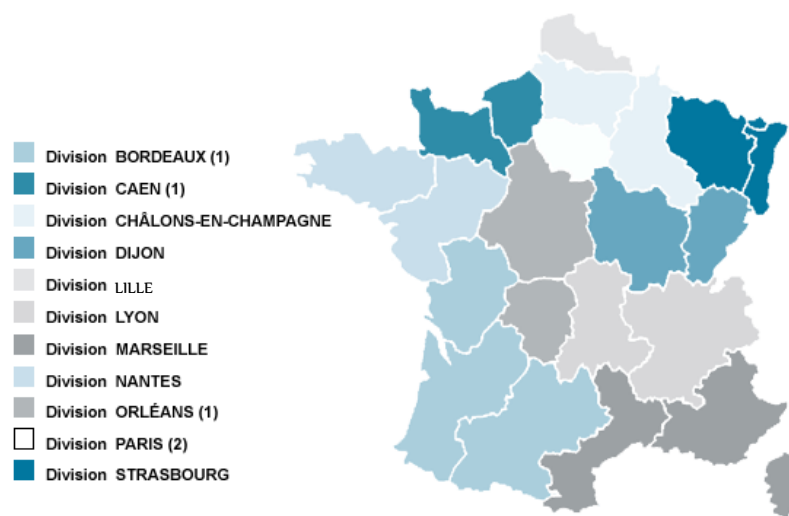 Division BORDEAUX (1)
Division CAEN (1)
Division CHÂLONS-EN-CHAMPAGNE
Division DIJON
Division LILLE
Division LYON
Division MARSEILLE
Division NANTES
Division ORLÉANS (1)
Division PARIS (2)
Division STRASBOURG